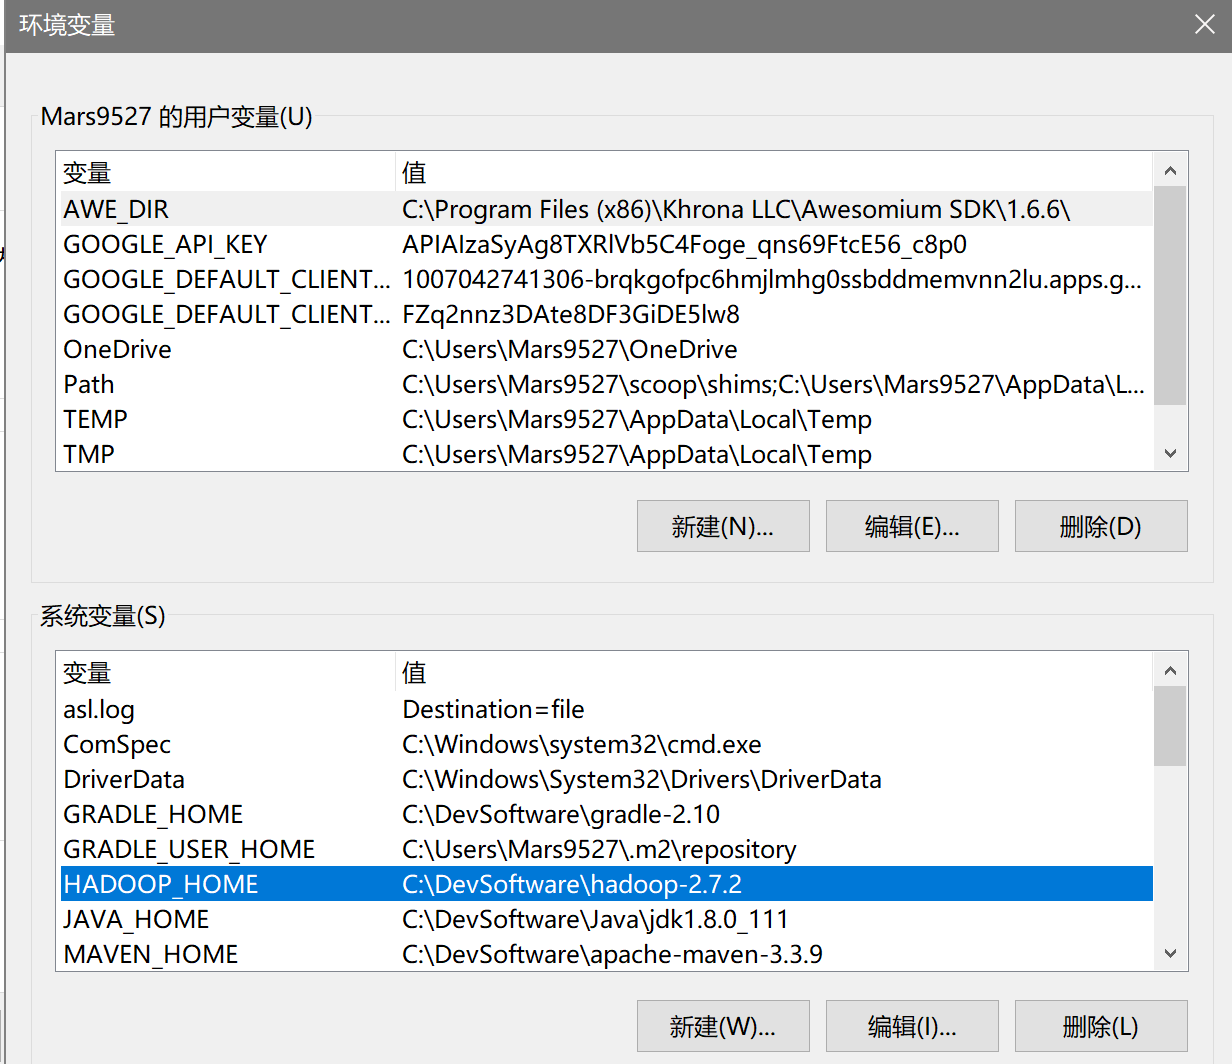 环境变量
Mars9527 的用户变量(U)
变量 值
AWE_DIR C:\Program Files (x86)\Khrona LLC\Awesomium SDK\1.6.6\
GOOGLE_API_KEY APIAIzaSyAg8TXRlVb5C4Foge_qns69FtcE56_c8p0
GOOGLE_DEFAULT_CLIENT... 1007042741306-brqkgofpc6hmjlmhg0ssbddmemvnn2lu.apps.g...
GOOGLE_DEFAULT_CLIENT... FZq2nnz3DAte8DF3GiDE5lw8
OneDrive C:\Users\Mars9527\OneDrive
Path C:\Users\Mars9527\scoop\shims;C:\Users\Mars9527\AppData\L...
TEMP C:\Users\Mars9527\AppData\Local\Temp
TMP C:\Users\Mars9527\AppData\Local\Temp
新建(N)... 编辑(E)... 删除(D)
系统变量(S)
变量 值
asl.log Destination=file
ComSpec C:\Windows\system32\cmd.exe
DriverData C:\Windows\System32\Drivers\DriverData
GRADLE_HOME C:\DevSoftware\gradle-2.10
GRADLE_USER_HOME C:\Users\Mars9527\.m2\repository
HADOOP_HOME C:\DevSoftware\hadoop-2.7.2
JAVA_HOME C:\DevSoftware\Java\jdk1.8.0_111
MAVEN_HOME C:\DevSoftware\apache-maven-3.3.9
新建(W)... 编辑(I)... 删除(L)